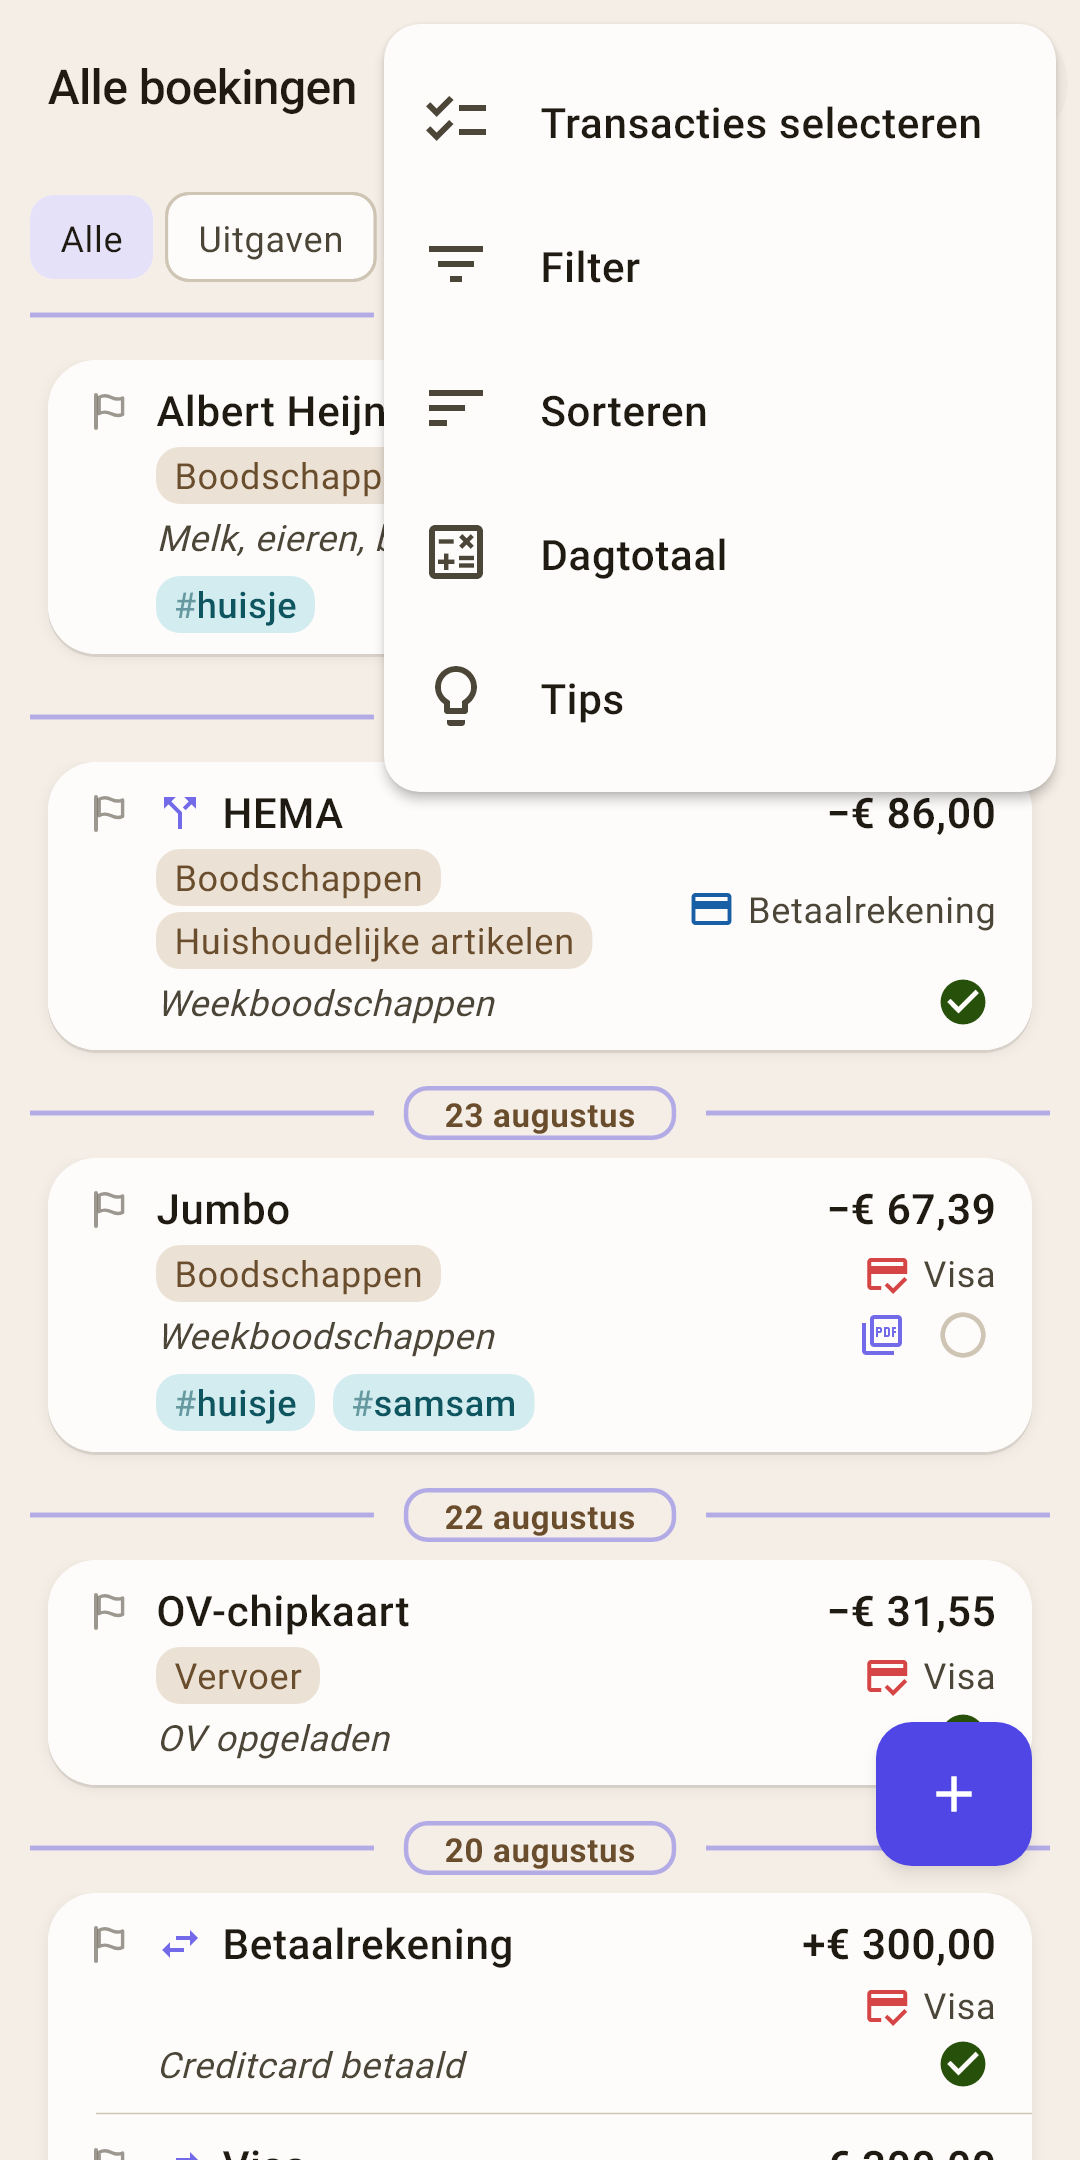 Alle boekingen
Transacties selecteren
Filter
Sorteren
Dagtotaal
Tips
Alle
Uitgaven
Albert Heijn
Melk, eieren,
#huisje
HEMA
−€ 86,00
Boodschappen
Betaalrekening
Huishoudelijke artikelen
Weekboodschappen
23 augustus
Jumbo
−€ 67,39
Boodschappen
Visa
Weekboodschappen
PDF
#huisje
#samsam
22 augustus
OV-chipkaart
−€ 31,55
Vervoer
Visa
OV opgeladen
20 augustus
Betaalrekening
+€ 300,00
Visa
Creditcard betaald